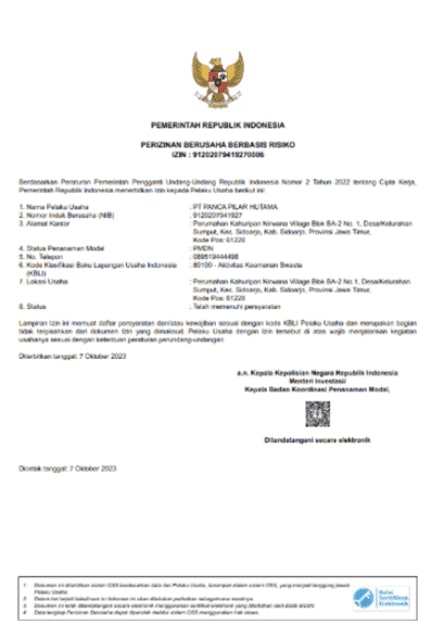 PEMERINTAH REPUBLIK INDONESIA
PERIZINAN BERUSAHA BERBASIS RISIKO
IZIN : 91202079419270006
Berdasarkan Peraturan Pemerintah Pengganti Undang-Undang Republik Indonesia Nomor 2 Tahun 2022 tentang Cipta Kerja,
Pemerintah Republik Indonesia menerbitkan Izin kepada Pelaku Usaha berikut ini:
1. Nama Pelaku Usaha : PT PANCA PILAR HUTAMA
2. Nomor Induk Berusaha (NIB) : 9120207941927
3. Alamat Kantor : Perumahan Kahuripan Nirwana Village Blok BA-2 No. 1, Desa/Kelurahan
Sumput, Kec. Sidoarjo, Kab. Sidoarjo, Provinsi Jawa Timur,
Kode Pos: 61228
4. Status Penanaman Modal : PMDN
5. No. Telepon : 089519444498
6. Kode Klasifikasi Baku Lapangan Usaha Indonesia : 80100 - Aktivitas Keamanan Swasta
(KBLI)
7. Lokasi Usaha : Perumahan Kahuripan Nirwana Village Blok BA-2 No. 1, Desa/Kelurahan
Sumput, Kec. Sidoarjo, Kab. Sidoarjo, Provinsi Jawa Timur,
Kode Pos: 61228
8. Status : Telah memenuhi persyaratan
Lampiran Izin ini memuat daftar persyaratan dan/atau kewajiban sesuai dengan kode KBLI Pelaku Usaha dan merupakan bagian
tidak terpisahkan dari dokumen Izin yang dimaksud. Pelaku Usaha dengan Izin tersebut di atas wajib menjalankan kegiatan
usahanya sesuai dengan ketentuan peraturan perundang-undangan.
Diterbitkan tanggal: 7 Oktober 2023
a.n. Kepala Kepolisian Negara Republik Indonesia
Menteri Investasi/
Kepala Badan Koordinasi Penanaman Modal,
Ditandatangani secara elektronik
Dicetak tanggal: 7 Oktober 2023
1. Dokumen ini diterbitkan sistem OSS berdasarkan data dari Pelaku Usaha, tersimpan dalam sistem OSS, yang menjadi tanggung jawab
Pelaku Usaha.
2. Dalam hal terjadi kekeliruan isi dokumen ini akan dilakukan perbaikan sebagaimana mestinya.
3. Dokumen ini telah ditandatangani secara elektronik menggunakan sertifikat elektronik yang diterbitkan oleh BSrE-BSSN.
4. Data lengkap Perizinan Berusaha dapat diperoleh melalui sistem OSS menggunakan hak akses.
Balai
Sertifikasi
Elektronik